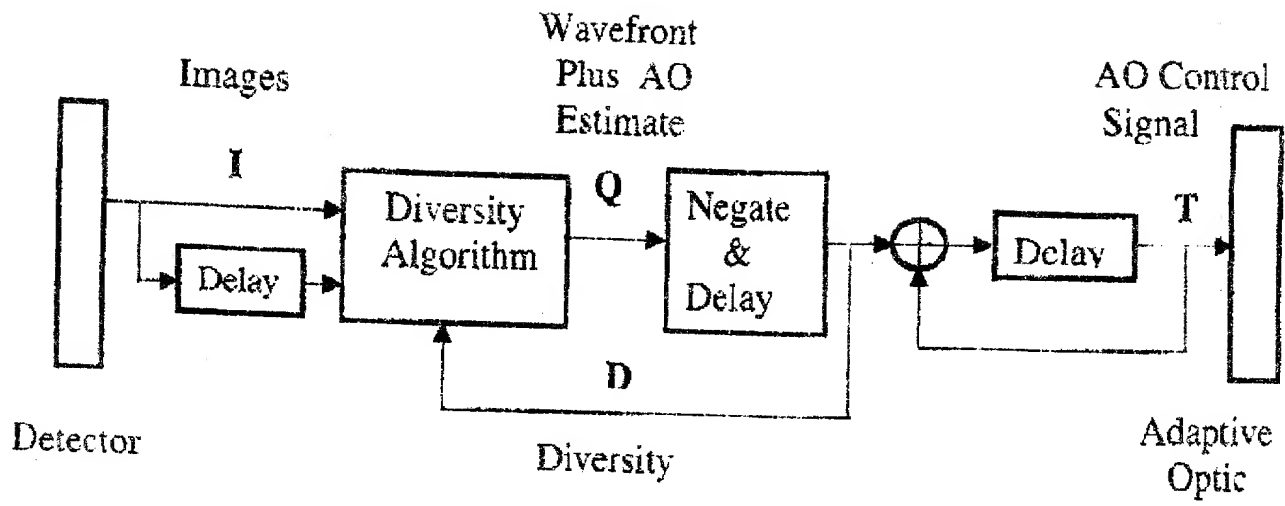 Wavefront
Plus AO
Estimate
Images
AO Control
Signal
I
Q
T
Diversity
Algorithm
Negate
&
Delay
Delay
Delay
D
Detector
Diversity
Adaptive
Optic